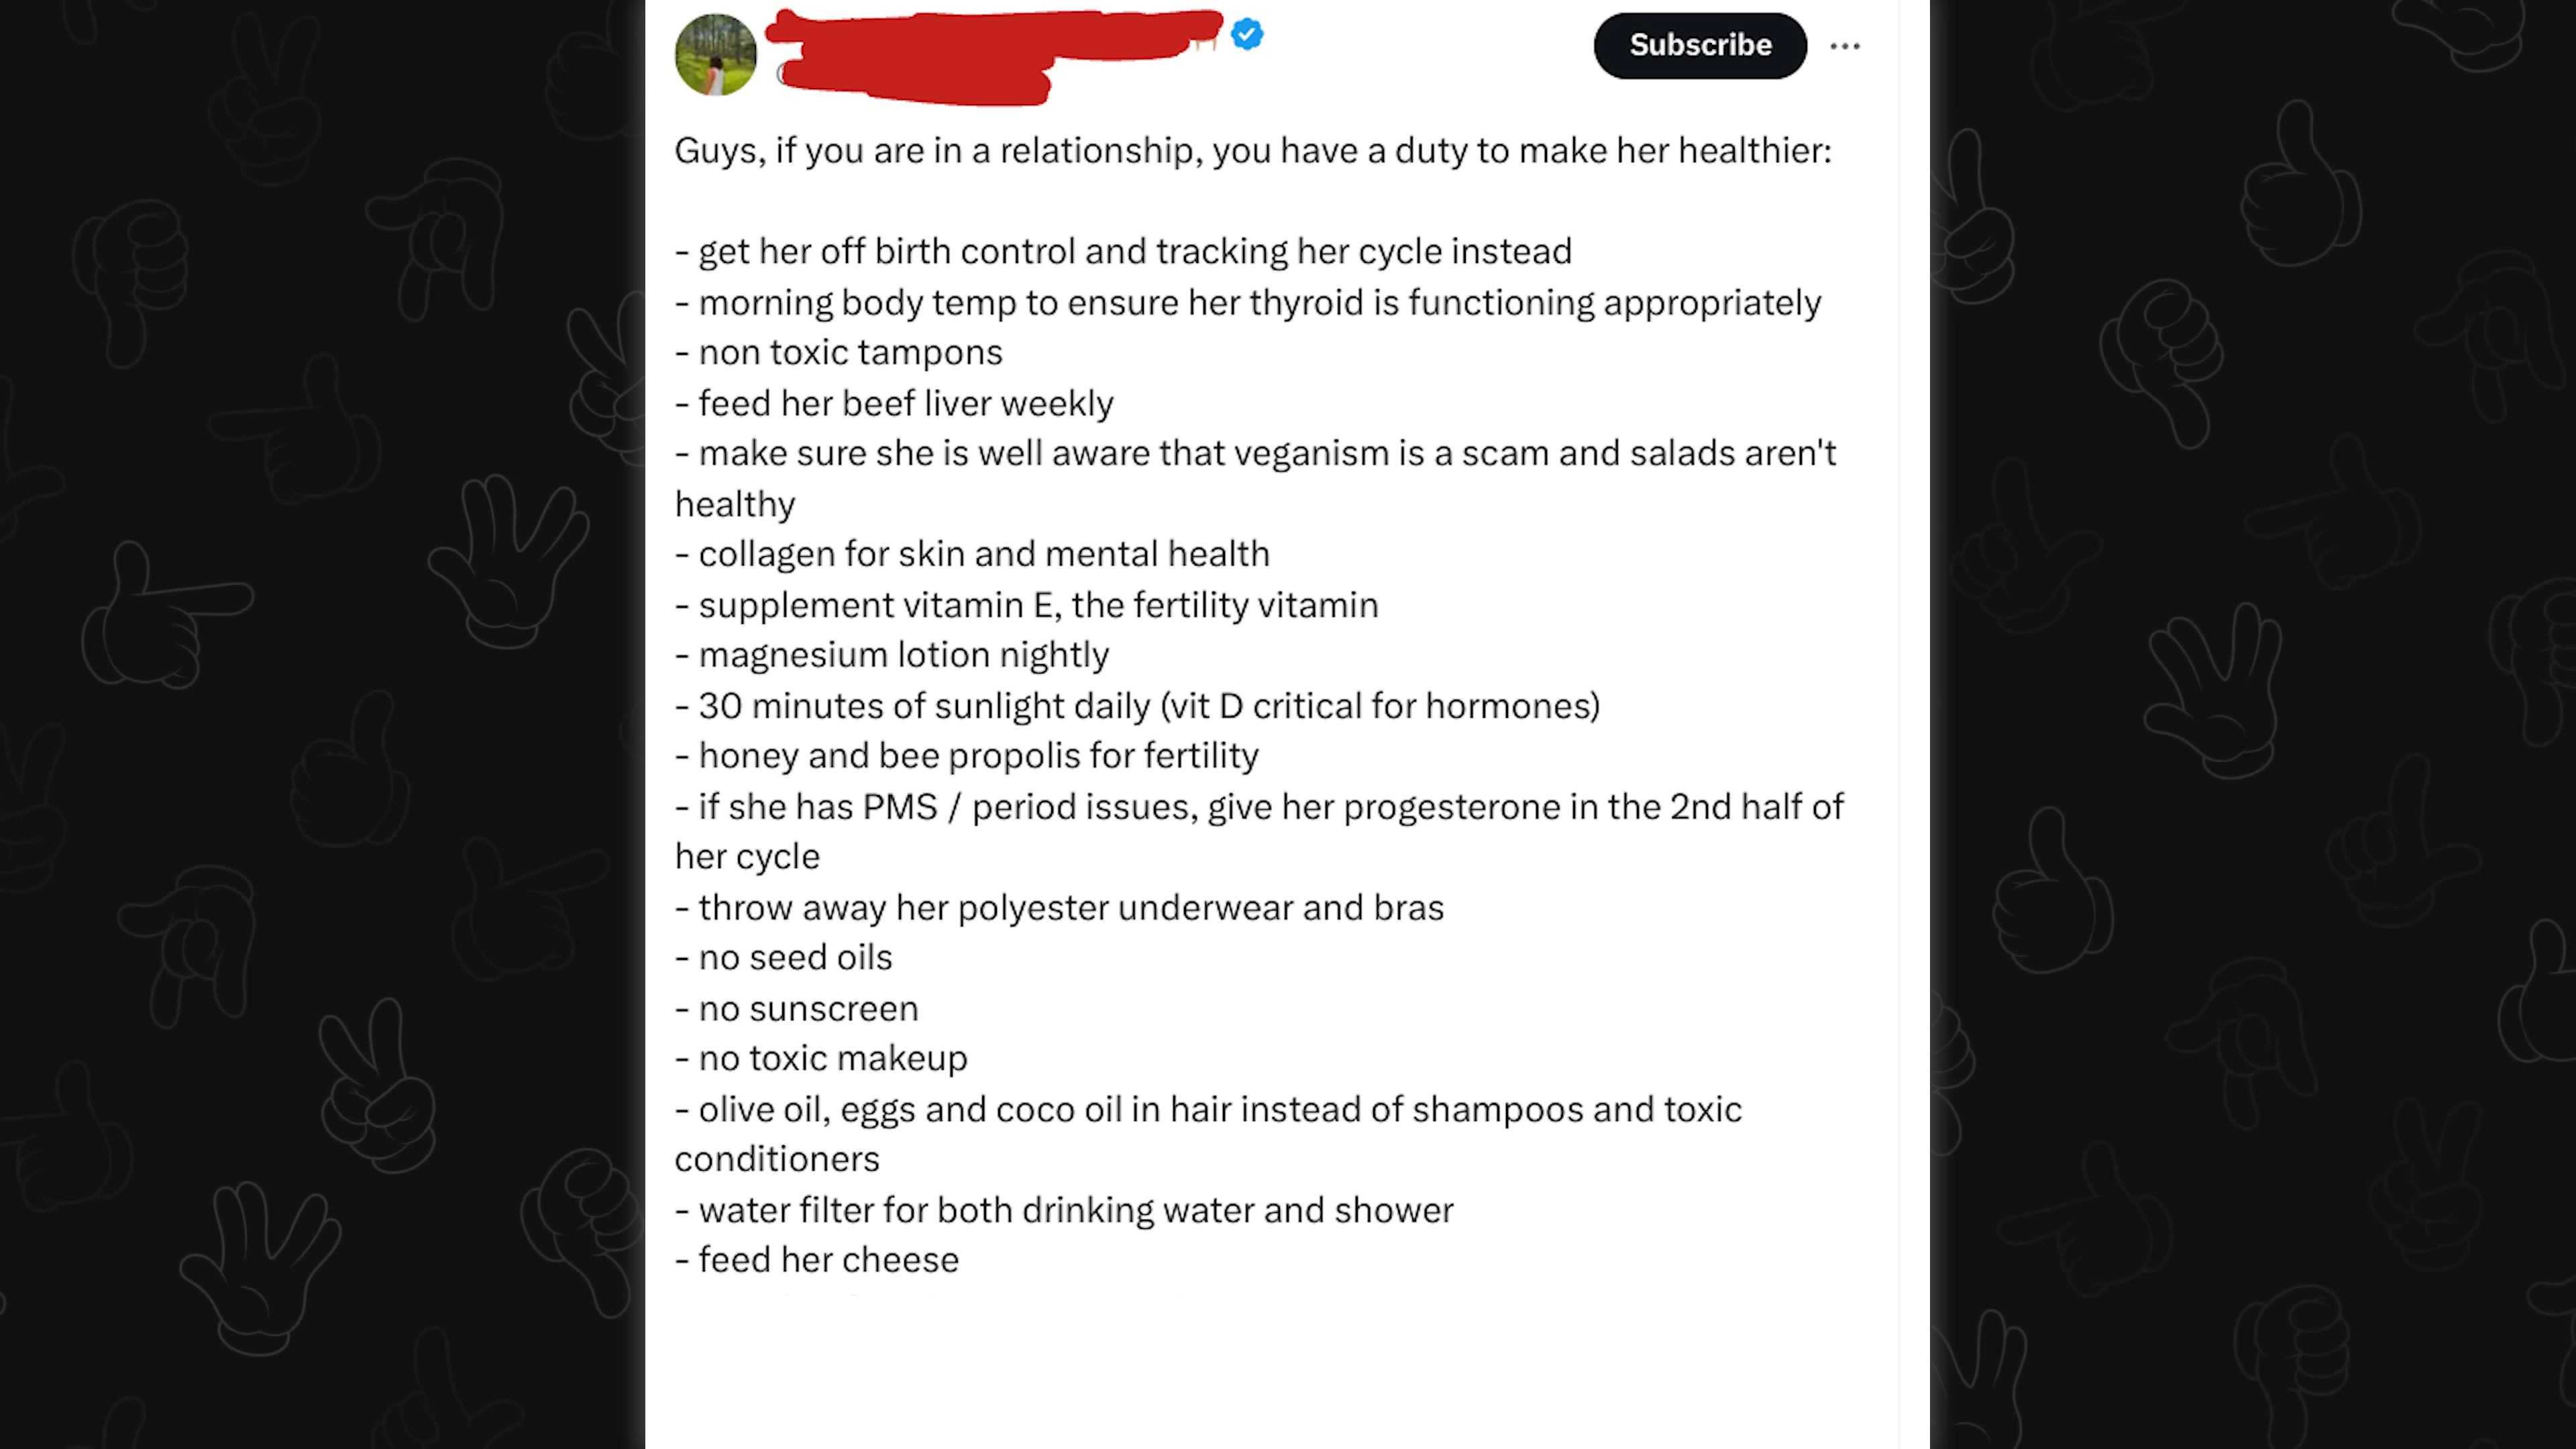 Subscribe
Guys, if you are in a relationship, you have a duty to make her healthier:
- get her off birth control and tracking her cycle instead
- morning body temp to ensure her thyroid is functioning appropriately
- non toxic tampons
- feed her beef liver weekly
- make sure she is well aware that veganism is a scam and salads aren't
healthy
- collagen for skin and mental health
- supplement vitamin E, the fertility vitamin
- magnesium lotion nightly
- 30 minutes of sunlight daily (vit D critical for hormones)
- honey and bee propolis for fertility
- if she has PMS / period issues, give her progesterone in the 2nd half of
her cycle
- throw away her polyester underwear and bras
- no seed oils
- no sunscreen
- no toxic makeup
- olive oil, eggs and coco oil in hair instead of shampoos and toxic
conditioners
- water filter for both drinking water and shower
- feed her cheese